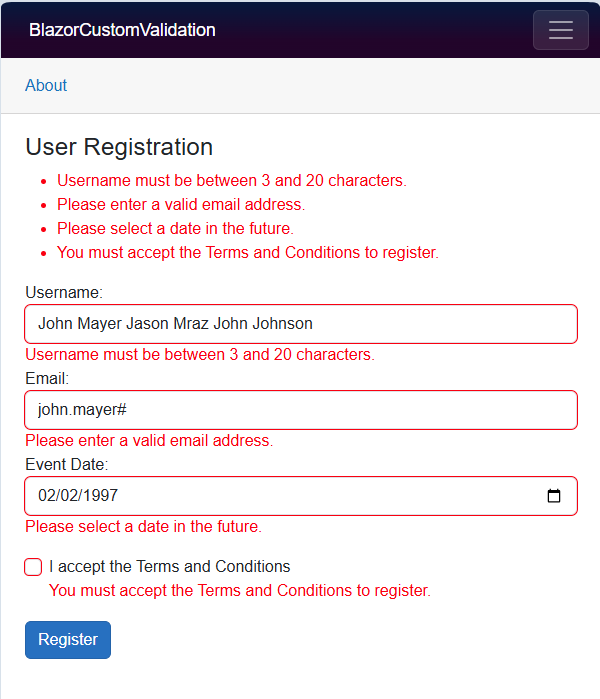 BlazorCustomValidation
About
User Registration
Username must be between 3 and 20 characters.
Please enter a valid email address.
Please select a date in the future.
You must accept the Terms and Conditions to register.
Username:
John Mayer Jason Mraz John Johnson
Username must be between 3 and 20 characters.
Email:
john.mayer#
Please enter a valid email address.
Event Date:
02/02/1997
Please select a date in the future.
I accept the Terms and Conditions
You must accept the Terms and Conditions to register.
Register